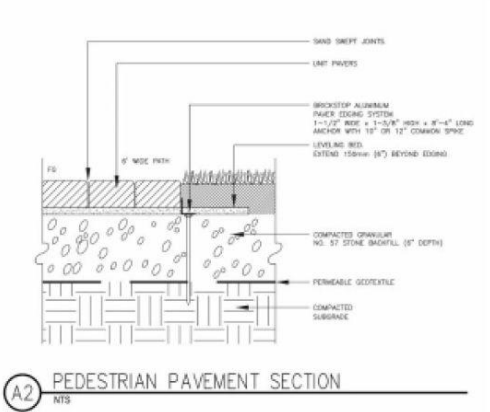 SAND SWEPT JOINTS
UNIT PAVERS
BRICKSTOP ALUMINUM
PAVER EDGING SYSTEM
1-1/2" WIDE x 1-3/8" HIGH x 8'-4" LONG
ANCHOR WITH 10" OR 12" COMMON SPIKE
LEVELING BED.
EXTEND 150mm (6") BEYOND EDGING
FG
6' WIDE PATH
COMPACTED GRANULAR
NO. 57 STONE BACKFILL (6" DEPTH)
PERMEABLE GEOTEXTILE
COMPACTED
SUBGRADE
A2
PEDESTRIAN PAVEMENT SECTION
NTS